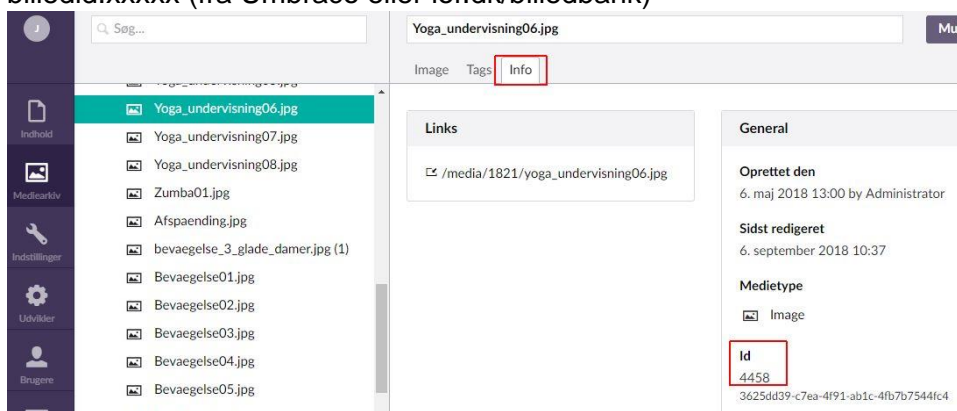 J
Søg...
Yoga_undervisning06.jpg
Mu
Image Tags Info
Yoga_undervisning06.jpg
Yoga_undervisning07.jpg
Yoga_undervisning08.jpg
Zumba01.jpg
Afspaending.jpg
bevaegelse_3_glade_damer.jpg (1)
Bevaegelse01.jpg
Bevaegelse02.jpg
Bevaegelse03.jpg
Bevaegelse04.jpg
Bevaegelse05.jpg
Indhold
Mediearkiv
Indstillinger
Udvikler
Brugere
Links
/media/1821/yoga_undervisning06.jpg
General
Oprettet den
6. maj 2018 13:00 by Administrator
Sidst redigeret
6. september 2018 10:37
Medietype
Image
Id
4458
3625dd39-c7ea-4f91-ab1c-4fb7b7544fc4